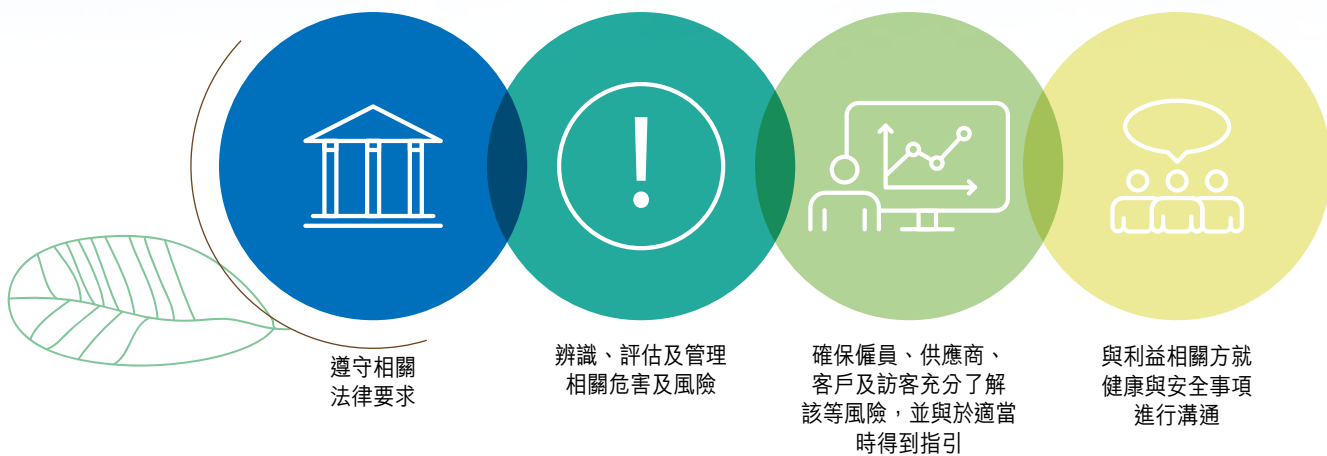 遵守相關
法律要求
辨識、評估及管理
相關危害及風險
確保僱員、供應商、
客戶及訪客充分了解
該等風險，並與於適當
時得到指引
與利益相關方就
健康與安全事項
進行溝通